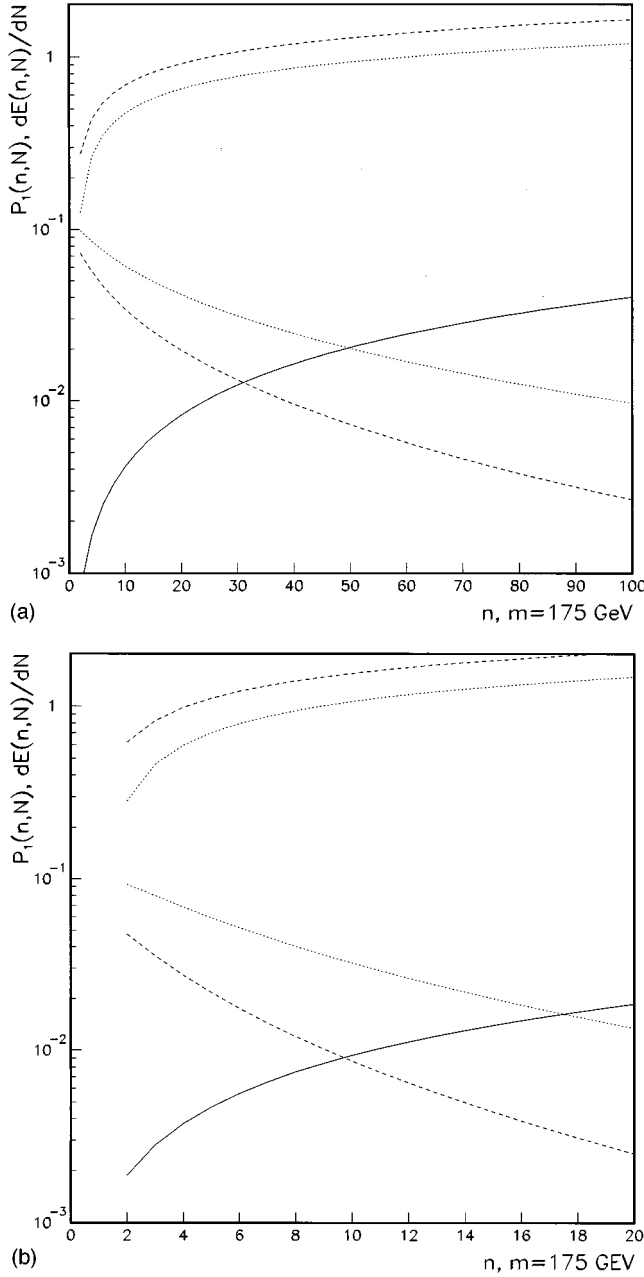 P₁(n,N), dE(n,N)/dN
1
10⁻¹
10⁻²
10⁻³
0 10 20 30 40 50 60 70 80 90 100
(a)
n, m=175 GeV
P₁(n,N), dE(n,N)/dN
1
10⁻¹
10⁻²
10⁻³
0 2 4 6 8 10 12 14 16 18 20
(b)
n, m=175 GEV